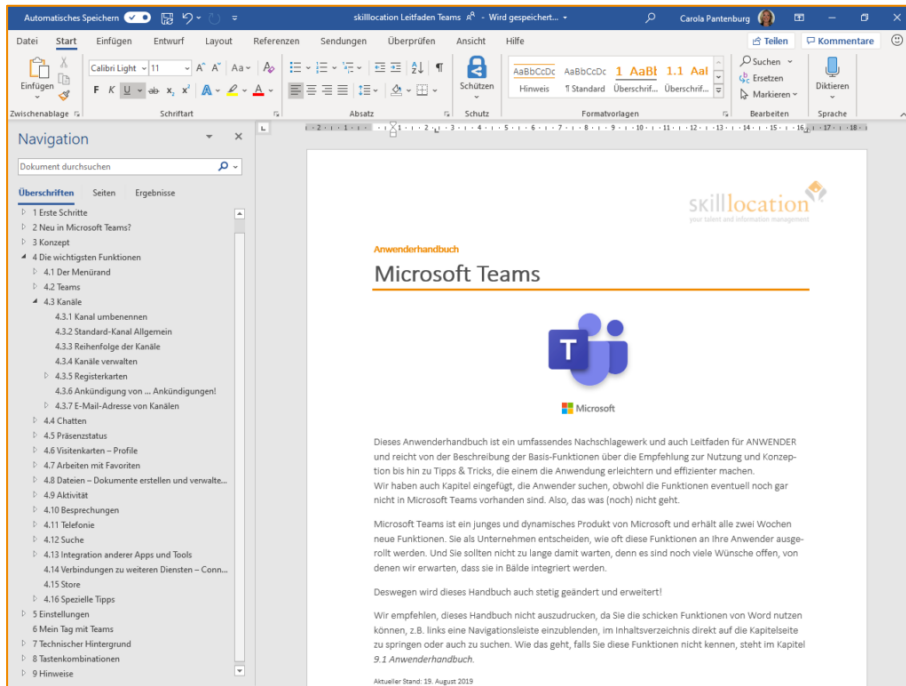 Automatisches Speichern
skilllocation Leitfaden Teams - Wird gespeichert...
Carola Pantenburg
Datei Start Einfügen Entwurf Layout Referenzen Sendungen Überprüfen Ansicht Hilfe
Teilen Kommentare
Einfügen
Calibri Light 11
A^ A˅ Aa
F K U ab x₂ x² A A
Schützen
AaBbCcDc AaBbCcDc 1 AaBl 1.1 Aal
Hinweis ¶ Standard Überschrif... Überschrif...
Suchen
Ersetzen
Markieren
Diktieren
Zwischenablage Schriftart Absatz Schutz Formatvorlagen Bearbeiten Sprache
Navigation
Dokument durchsuchen
Überschriften Seiten Ergebnisse
1 Erste Schritte
2 Neu in Microsoft Teams?
3 Konzept
4 Die wichtigsten Funktionen
4.1 Der Menürand
4.2 Teams
4.3 Kanäle
4.3.1 Kanal umbenennen
4.3.2 Standard-Kanal Allgemein
4.3.3 Reihenfolge der Kanäle
4.3.4 Kanäle verwalten
4.3.5 Registerkarten
4.3.6 Ankündigung von ... Ankündigungen!
4.3.7 E-Mail-Adresse von Kanälen
4.4 Chatten
4.5 Präsenzstatus
4.6 Visitenkarten – Profile
4.7 Arbeiten mit Favoriten
4.8 Dateien – Dokumente erstellen und verwalte...
4.9 Aktivität
4.10 Besprechungen
4.11 Telefonie
4.12 Suche
4.13 Integration anderer Apps und Tools
4.14 Verbindungen zu weiteren Diensten – Conn...
4.15 Store
4.16 Spezielle Tipps
5 Einstellungen
6 Mein Tag mit Teams
7 Technischer Hintergrund
8 Tastenkombinationen
9 Hinweise
skilllocation
your talent and information management
Anwenderhandbuch
Microsoft Teams
T
Microsoft
Dieses Anwenderhandbuch ist ein umfassendes Nachschlagewerk und auch Leitfaden für ANWENDER
und reicht von der Beschreibung der Basis-Funktionen über die Empfehlung zur Nutzung und Konzep-
tion bis hin zu Tipps & Tricks, die einem die Anwendung erleichtern und effizienter machen.
Wir haben auch Kapitel eingefügt, die Anwender suchen, obwohl die Funktionen eventuell noch gar
nicht in Microsoft Teams vorhanden sind. Also, das was (noch) nicht geht.
Microsoft Teams ist ein junges und dynamisches Produkt von Microsoft und erhält alle zwei Wochen
neue Funktionen. Sie als Unternehmen entscheiden, wie oft diese Funktionen an Ihre Anwender ausge-
rollt werden. Und Sie sollten nicht zu lange damit warten, denn es sind noch viele Wünsche offen, von
denen wir erwarten, dass sie in Bälde integriert werden.
Deswegen wird dieses Handbuch auch stetig geändert und erweitert!
Wir empfehlen, dieses Handbuch nicht auszudrucken, da Sie die schicken Funktionen von Word nutzen
können, z.B. links eine Navigationsleiste einzublenden, im Inhaltsverzeichnis direkt auf die Kapitelseite
zu springen oder auch zu suchen. Wie das geht, falls Sie diese Funktionen nicht kennen, steht im Kapitel
9.1 Anwenderhandbuch.
Aktueller Stand: 19. August 2019